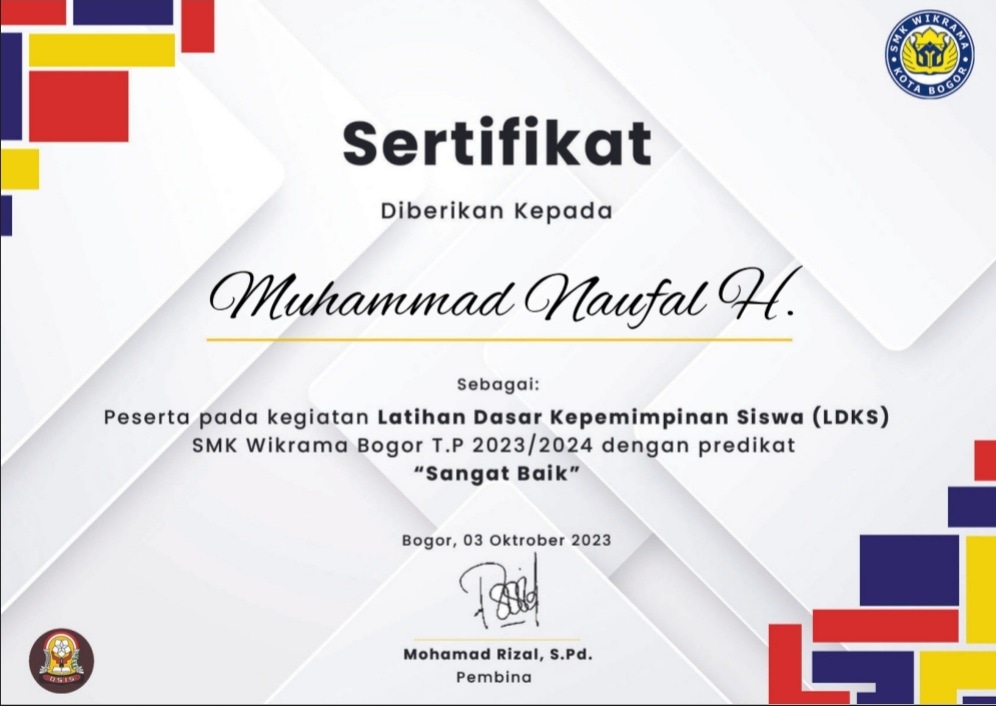 SMK WIKRAMA
KOTA BOGOR
Sertifikat
Diberikan Kepada
Muhammad Naufal H.
Sebagai:
Peserta pada kegiatan Latihan Dasar Kepemimpinan Siswa (LDKS)
SMK Wikrama Bogor T.P 2023/2024 dengan predikat
“Sangat Baik”
Bogor, 03 Oktrober 2023
Mohamad Rizal, S.Pd.
Pembina
OSIS